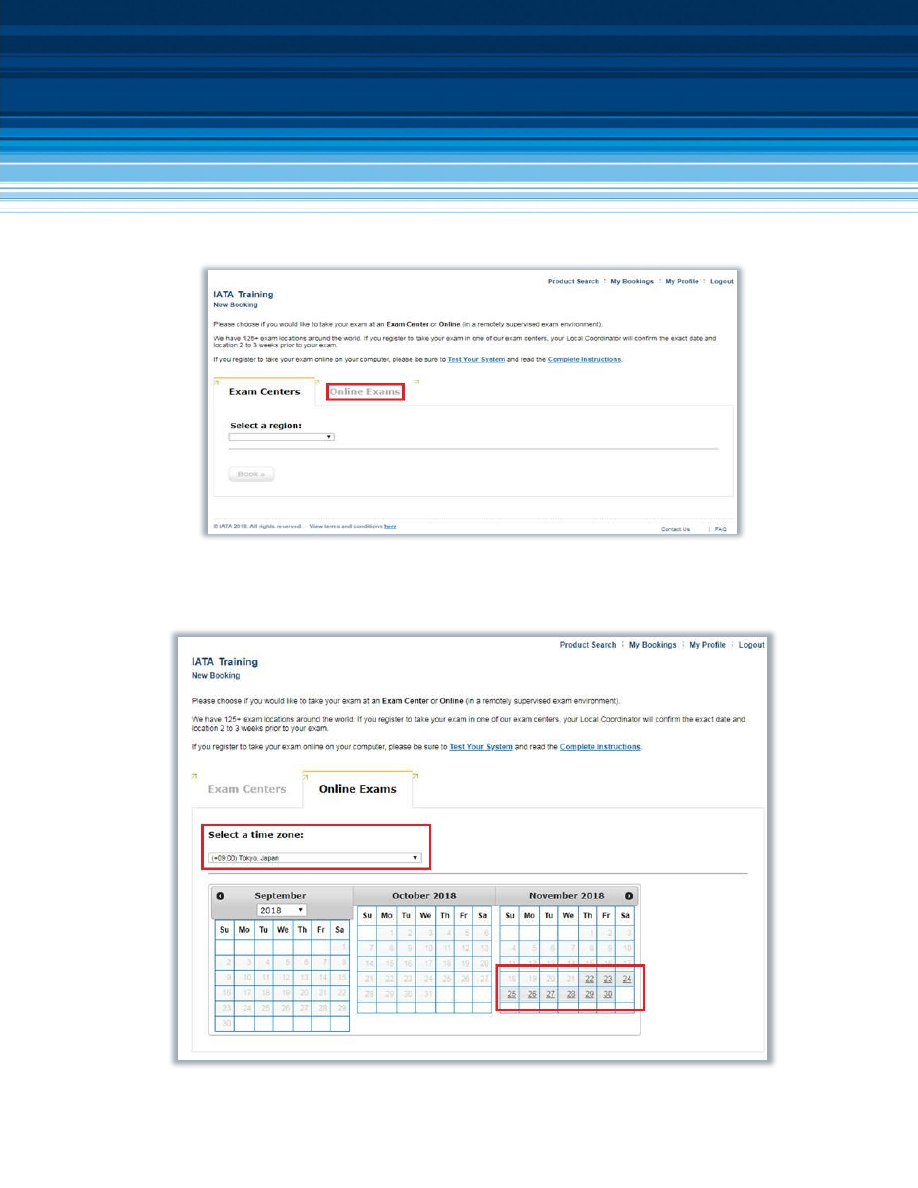 Product Search ⁝ My Bookings ⁝ My Profile ⁝ Logout
IATA Training
New Booking
Please choose if you would like to take your exam at an Exam Center or Online (in a remotely supervised exam environment).
We have 125+ exam locations around the world. If you register to take your exam in one of our exam centers, your Local Coordinator will confirm the exact date and
location 2 to 3 weeks prior to your exam.
If you register to take your exam online on your computer, please be sure to Test Your System and read the Complete Instructions.
Exam Centers Online Exams
Select a region:
Book »
© IATA 2018. All rights reserved. View terms and conditions here
Contact Us | FAQ
Product Search ⁝ My Bookings ⁝ My Profile ⁝ Logout
IATA Training
New Booking
Please choose if you would like to take your exam at an Exam Center or Online (in a remotely supervised exam environment).
We have 125+ exam locations around the world. If you register to take your exam in one of our exam centers, your Local Coordinator will confirm the exact date and
location 2 to 3 weeks prior to your exam.
If you register to take your exam online on your computer, please be sure to Test Your System and read the Complete Instructions.
Exam Centers Online Exams
Select a time zone:
(+09:00) Tokyo, Japan
September
2018
Su Mo Tu We Th Fr Sa
1
2 3 4 5 6 7 8
9 10 11 12 13 14 15
16 17 18 19 20 21 22
23 24 25 26 27 28 29
30
October 2018
Su Mo Tu We Th Fr Sa
1 2 3 4 5 6
7 8 9 10 11 12 13
14 15 16 17 18 19 20
21 22 23 24 25 26 27
28 29 30 31
November 2018
Su Mo Tu We Th Fr Sa
1 2 3
4 5 6 7 8 9 10
11 12 13 14 15 16 17
18 19 20 21 22 23 24
25 26 27 28 29 30